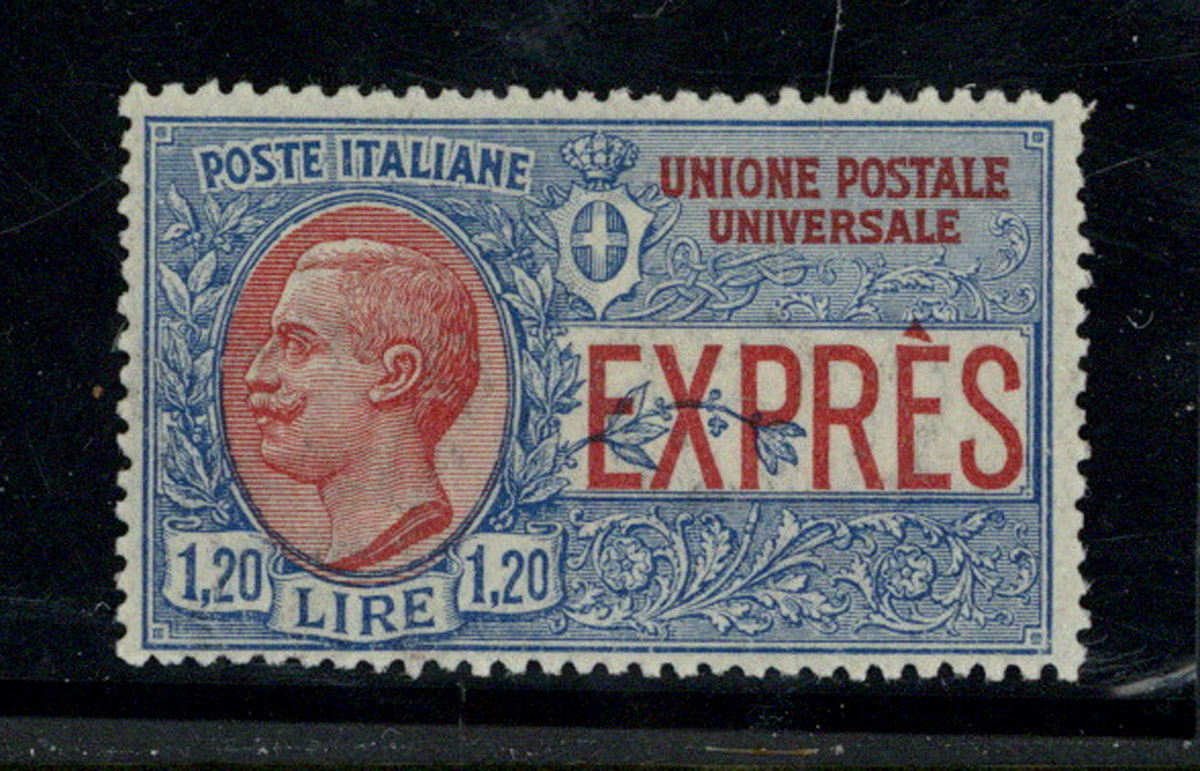 POSTE ITALIANE
UNIONE POSTALE
UNIVERSALE
EXPRÈS
1,20 1,20
LIRE